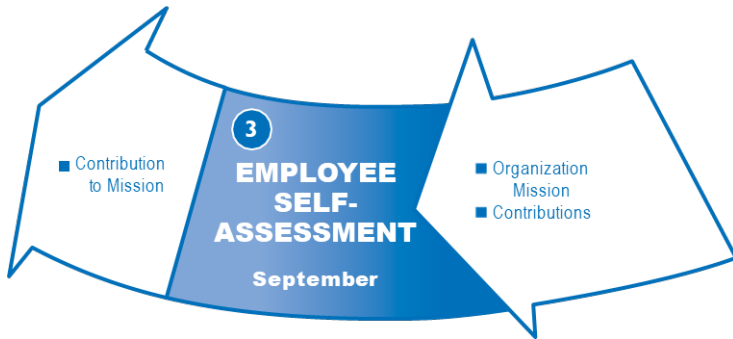 ■ Contribution
to Mission
3
EMPLOYEE
SELF-
ASSESSMENT
September
■ Organization
Mission
■ Contributions